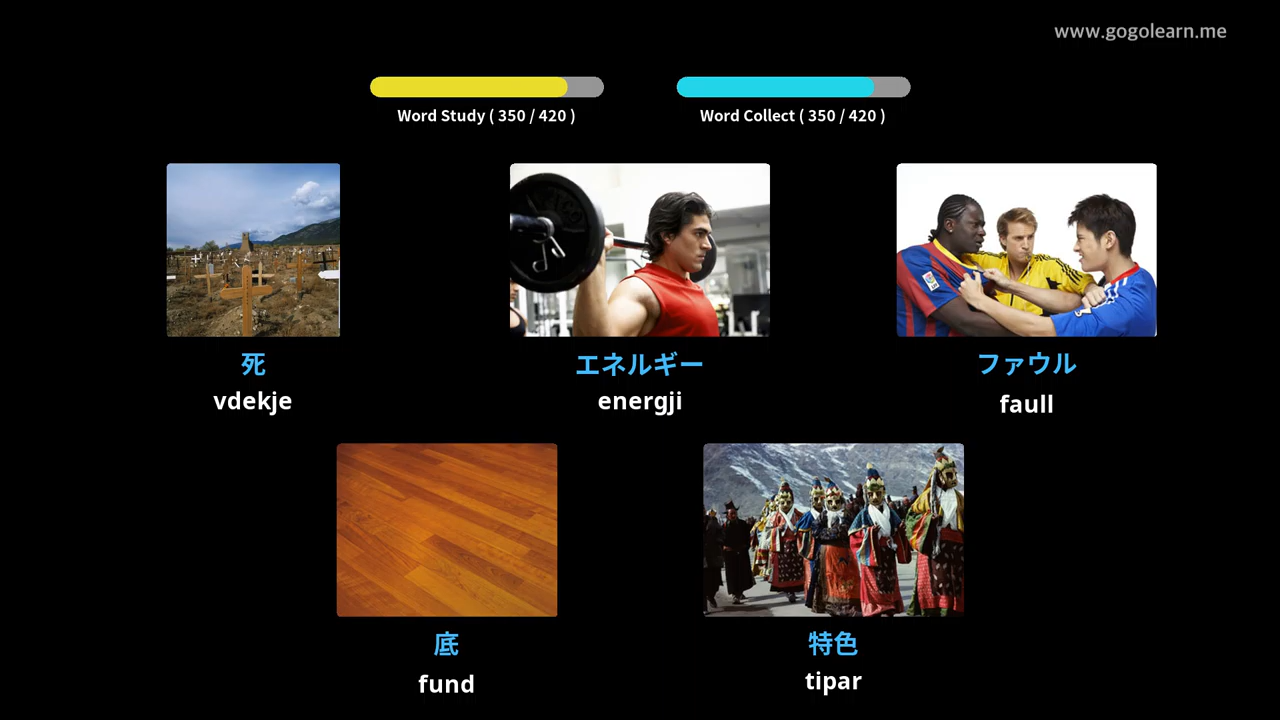 www.gogolearn.me
Word Study ( 350 / 420 )
Word Collect ( 350 / 420 )
死
vdekje
エネルギー
energji
ファウル
faull
底
fund
特色
tipar